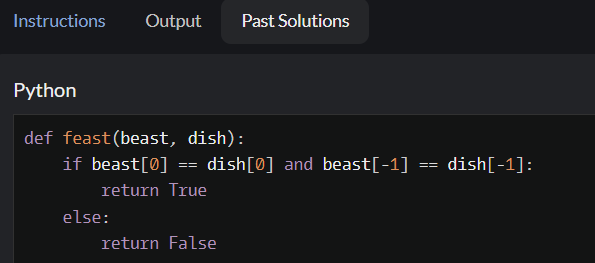 Instructions Output Past Solutions
Python
def feast(beast, dish):
    if beast[0] == dish[0] and beast[-1] == dish[-1]:
        return True
    else:
        return False